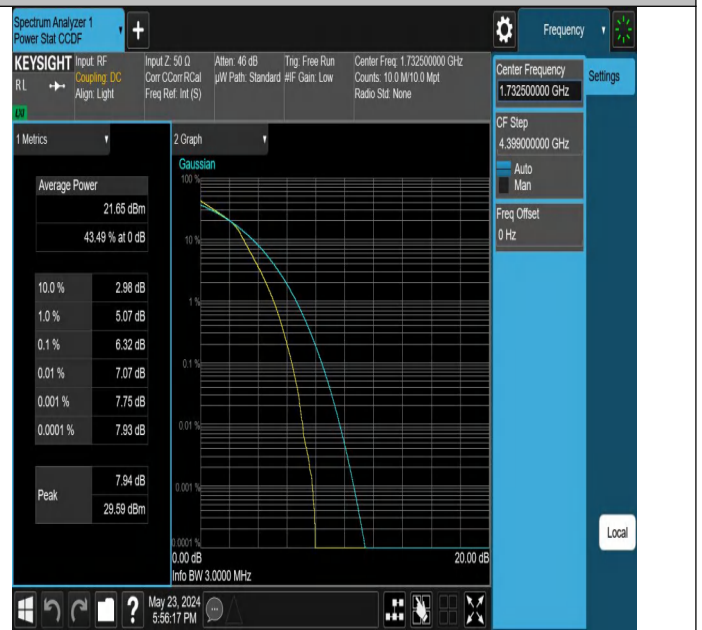 Spectrum Analyzer 1
Power Stat CCDF
+
Frequency
KEYSIGHT
RL
Input: RF
Coupling: DC
Align: Light
Input Z: 50 Ω
Corr CCorr RCal
Freq Ref: Int (S)
Atten: 46 dB
µW Path: Standard
Trig: Free Run
#IF Gain: Low
Center Freq: 1.732500000 GHz
Counts: 10.0 M/10.0 Mpt
Radio Std: None
LXI
Center Frequency
1.732500000 GHz
Settings
CF Step
4.399000000 GHz
Auto
Man
Freq Offset
0 Hz
1 Metrics
Average Power
21.65 dBm
43.49 % at 0 dB
10.0 % 2.98 dB
1.0 % 5.07 dB
0.1 % 6.32 dB
0.01 % 7.07 dB
0.001 % 7.75 dB
0.0001 % 7.93 dB
Peak
7.94 dB
29.59 dBm
2 Graph
Gaussian
100 %
10 %
1 %
0.1 %
0.01 %
0.001 %
0.0001 %
0.00 dB
20.00 dB
Info BW 3.0000 MHz
Local
?
May 23, 2024
5:56:17 PM